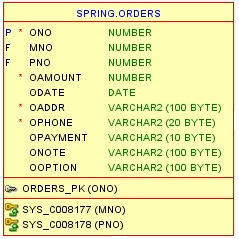 SPRING.ORDERS
P * ONO NUMBER
F MNO NUMBER
F PNO NUMBER
* OAMOUNT NUMBER
ODATE DATE
* OADDR VARCHAR2 (100 BYTE)
* OPHONE VARCHAR2 (20 BYTE)
OPAYMENT VARCHAR2 (10 BYTE)
ONOTE VARCHAR2 (100 BYTE)
OOPTION VARCHAR2 (100 BYTE)
ORDERS_PK (ONO)
SYS_C008177 (MNO)
SYS_C008178 (PNO)